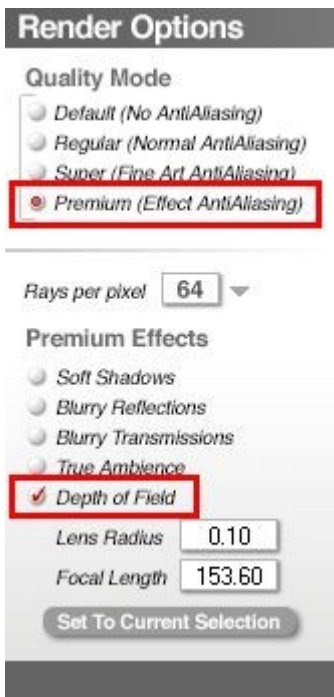 Render Options
Quality Mode
Default (No AntiAliasing)
Regular (Normal AntiAliasing)
Super (Fine Art AntiAliasing)
Premium (Effect AntiAliasing)
Rays per pixel 64
Premium Effects
Soft Shadows
Blurry Reflections
Blurry Transmissions
True Ambience
Depth of Field
Lens Radius 0.10
Focal Length 153.60
Set To Current Selection